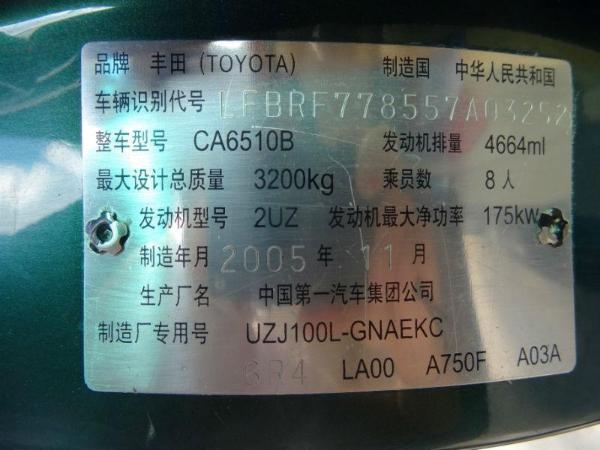 品牌 丰田(TOYOTA) 制造国 中华人民共和国
车辆识别代号 LFBRF778557A03252
整车型号 CA6510B 发动机排量 4664ml
最大设计总质量 3200kg 乘员数 8人
发动机型号 2UZ 发动机最大净功率 175kW
制造年月 2005 年 11 月
生产厂名 中国第一汽车集团公司
制造厂专用号 UZJ100L-GNAEKC
6R4 LA00 A750F A03A